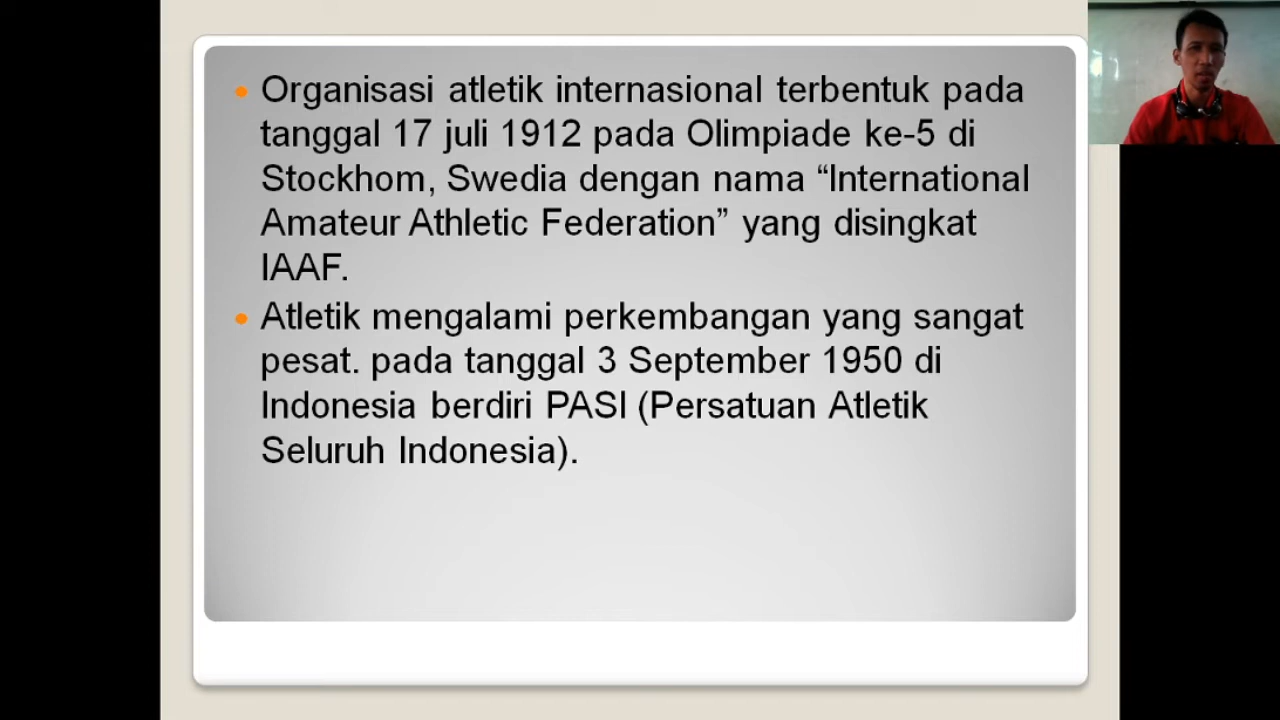 Organisasi atletik internasional terbentuk pada
tanggal 17 juli 1912 pada Olimpiade ke-5 di
Stockhom, Swedia dengan nama “International
Amateur Athletic Federation” yang disingkat
IAAF.
Atletik mengalami perkembangan yang sangat
pesat. pada tanggal 3 September 1950 di
Indonesia berdiri PASI (Persatuan Atletik
Seluruh Indonesia).